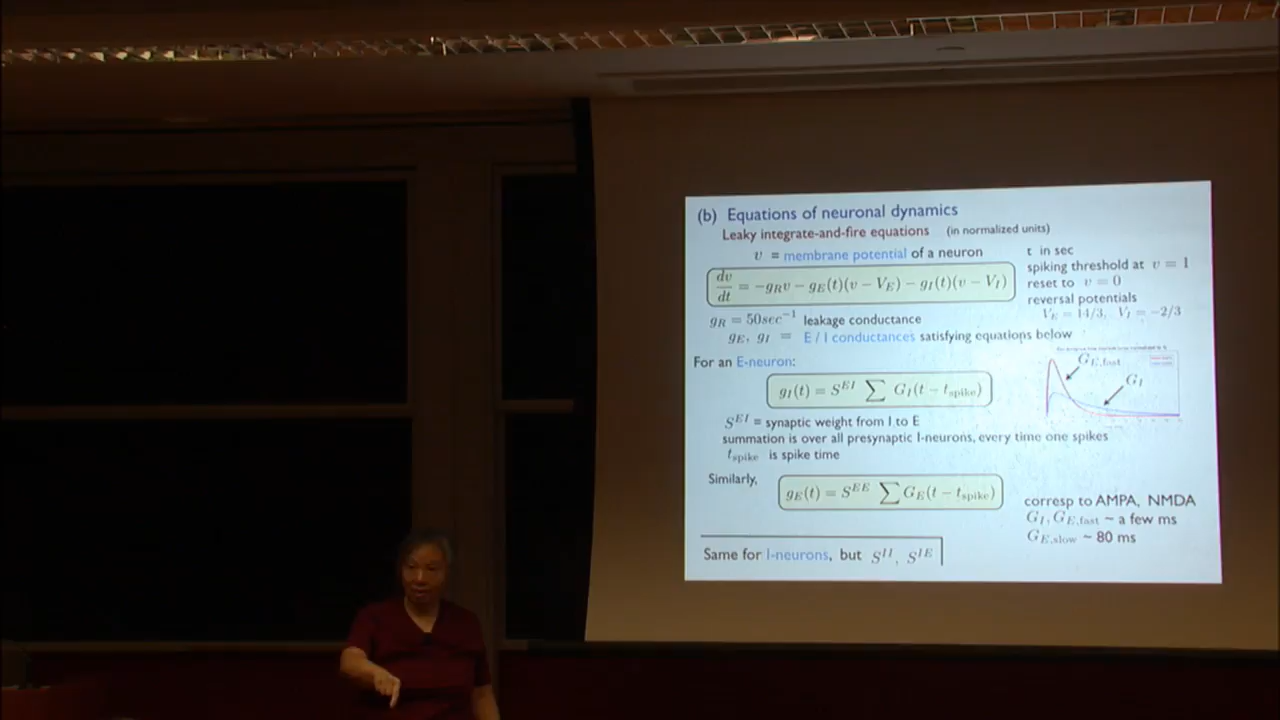 (b) Equations of neuronal dynamics
Leaky integrate-and-fire equations (in normalized units)
v = membrane potential of a neuron
dv/dt = −g_R v − g_E(t)(v − V_E) − g_I(t)(v − V_I)
t in sec
spiking threshold at v = 1
reset to v = 0
reversal potentials
V_E = 14/3, V_I = −2/3
g_R = 50sec^{−1} leakage conductance
g_E, g_I = E / I conductances satisfying equations below
For an E-neuron:
g_I(t) = S^{EI} ∑ G_I(t − t_spike)
G_{E,fast}
G_I
S^{EI} = synaptic weight from I to E
summation is over all presynaptic I-neurons, every time one spikes
t_spike is spike time
Similarly,
g_E(t) = S^{EE} ∑ G_E(t − t_spike)
corresp to AMPA, NMDA
G_I, G_{E,fast} ~ a few ms
G_{E,slow} ~ 80 ms
Same for I-neurons, but S^{II}, S^{IE}